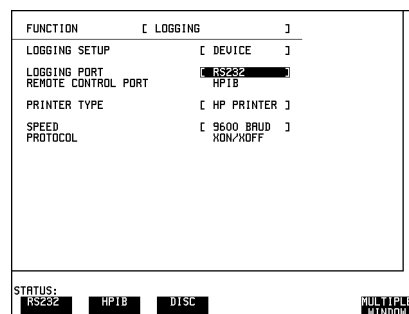 FUNCTION [ LOGGING ]
LOGGING SETUP [ DEVICE ]
LOGGING PORT [ RS232 ]
REMOTE CONTROL PORT HPIB
PRINTER TYPE [ HP PRINTER ]
SPEED [ 9600 BAUD ]
PROTOCOL XON/XOFF
STATUS:
RS232 HPIB DISC MULTIPLE
WINDOW